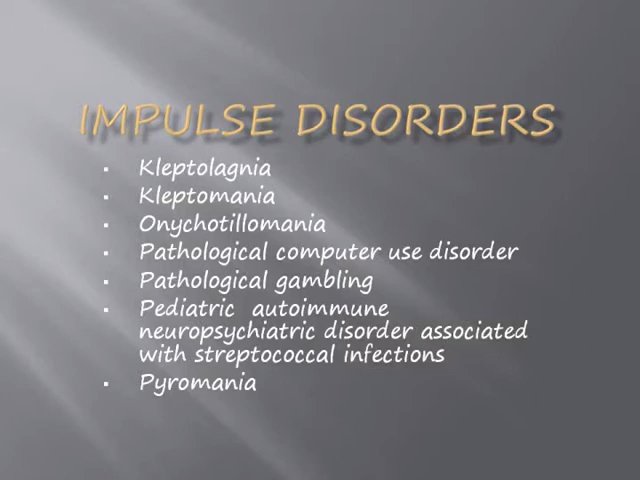 IMPULSE DISORDERS
▪ Kleptolagnia
▪ Kleptomania
▪ Onychotillomania
▪ Pathological computer use disorder
▪ Pathological gambling
▪ Pediatric autoimmune
neuropsychiatric disorder associated
with streptococcal infections
▪ Pyromania